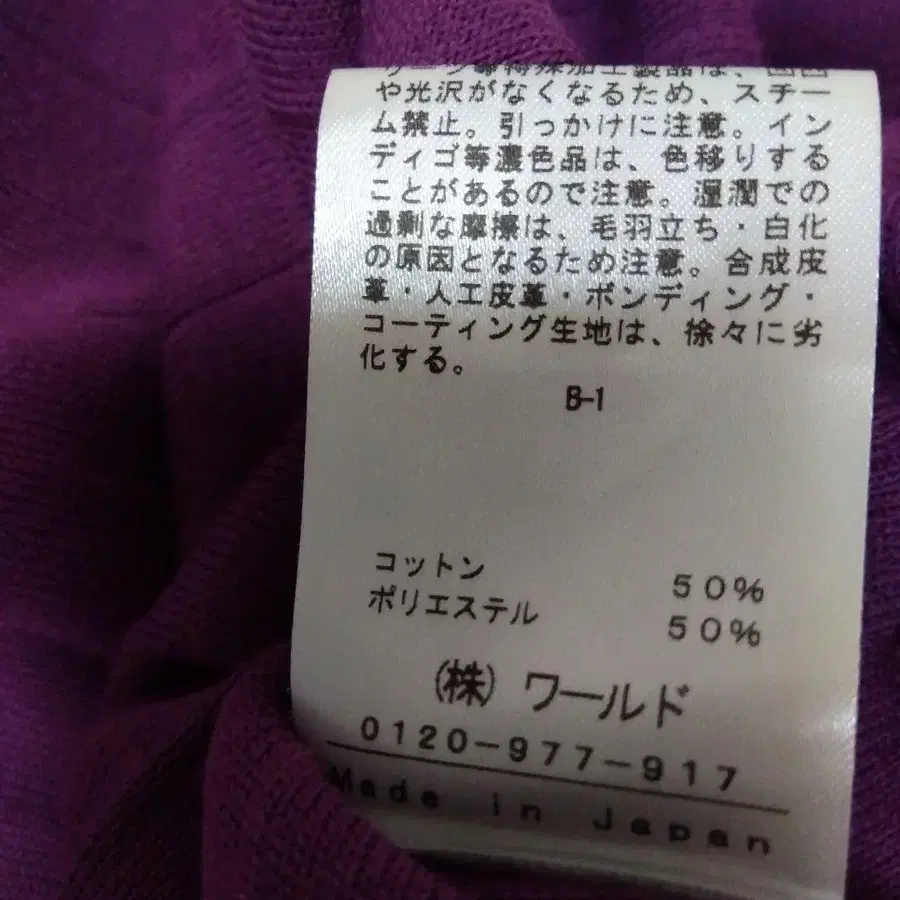 や光沢がなくなるため、スチー
ム禁止。引っかけに注意。イン
ディゴ等濃色品は、色移りする
ことがあるので注意。湿潤での
過剰な摩擦は、毛羽立ち・白化
の原因となるため注意。合成皮
革・人工皮革・ボンディング・
コーティング生地は、徐々に劣
化する。
B-1
コットン 50%
ポリエステル 50%
(株) ワールド
0120-977-917
Made in Japan